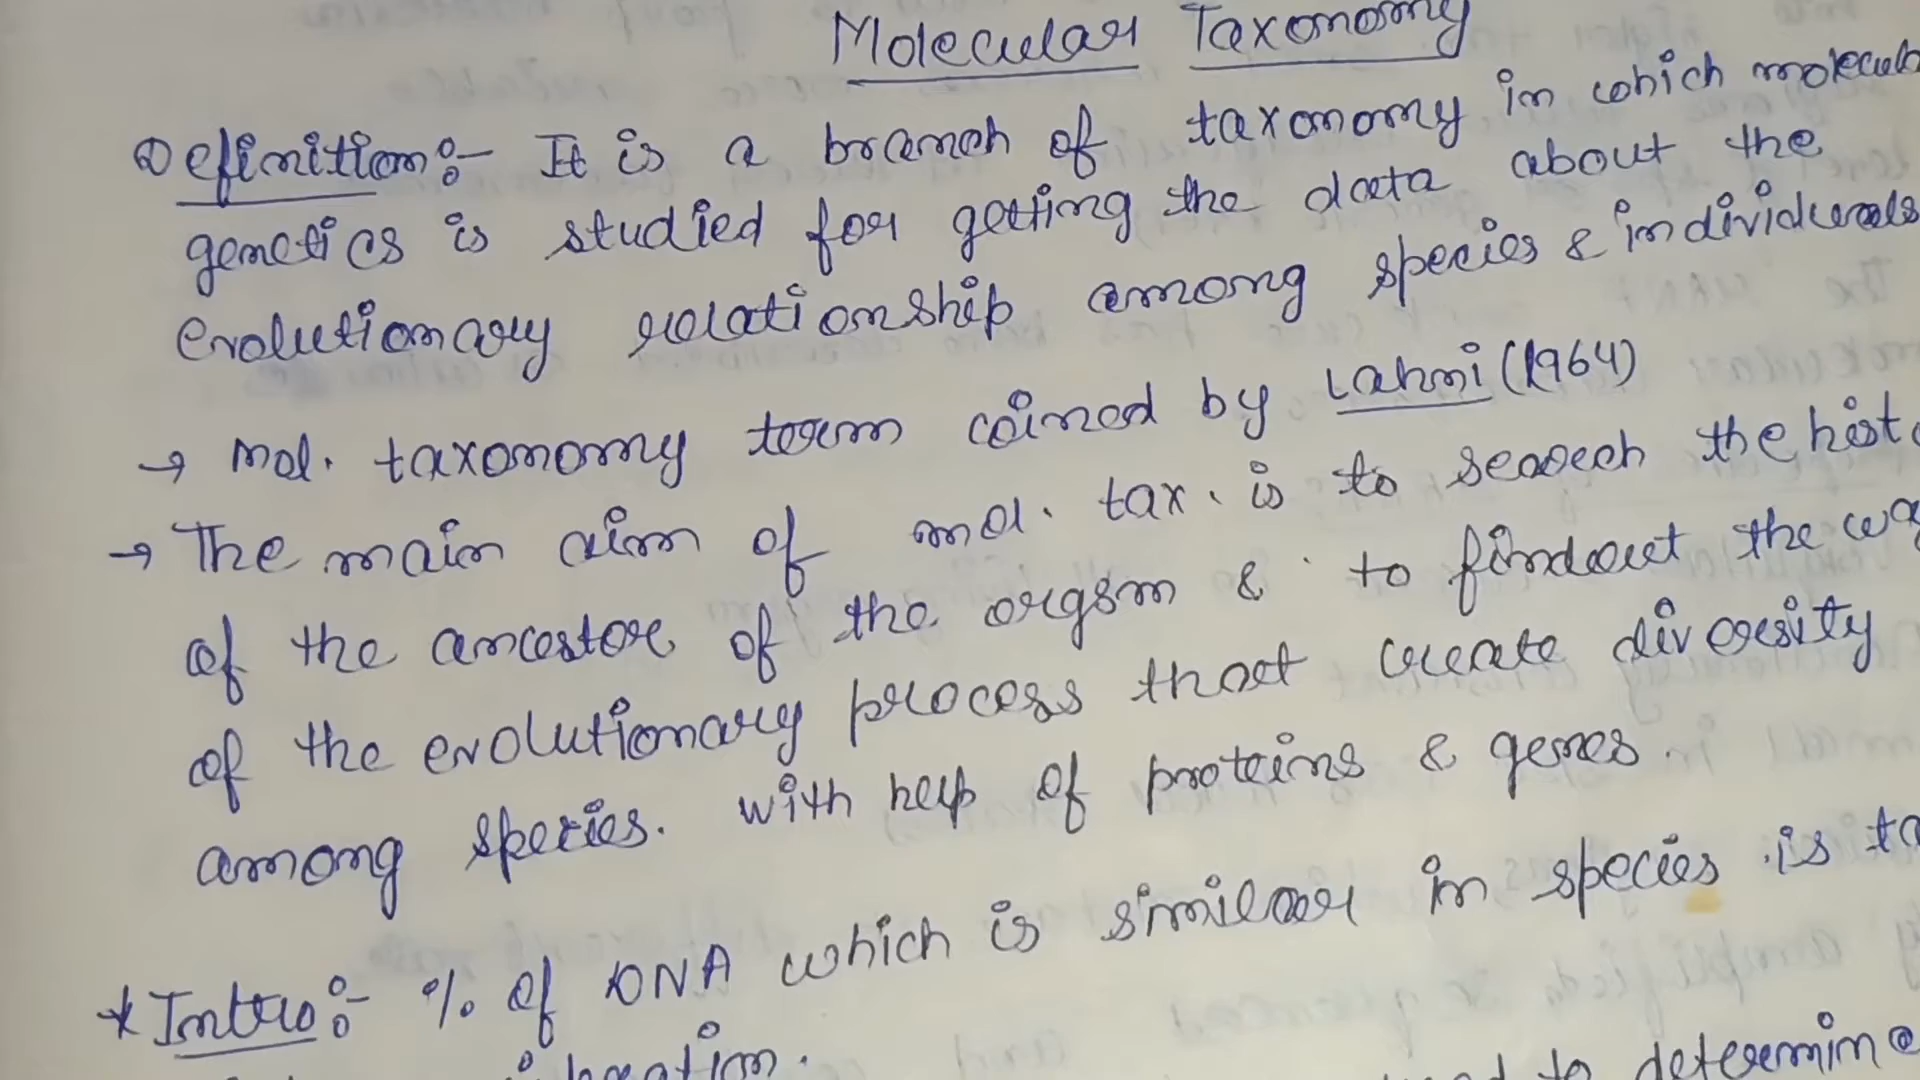 Molecular Taxonomy
Definition:- It is a branch of taxonomy in which molecul
genetics is studied for getting the data about the
evolutionary relationship among species & individuals
→ Mol. taxonomy term coined by Lahni (1964)
→ The main aim of mol. tax. is to search the hist
of the ancestor of the orgsm & to findout the wa
of the evolutionary process that create diversity
among species. with help of proteins & genes.
* Intro:- % of DNA which is similar in species is
to determine